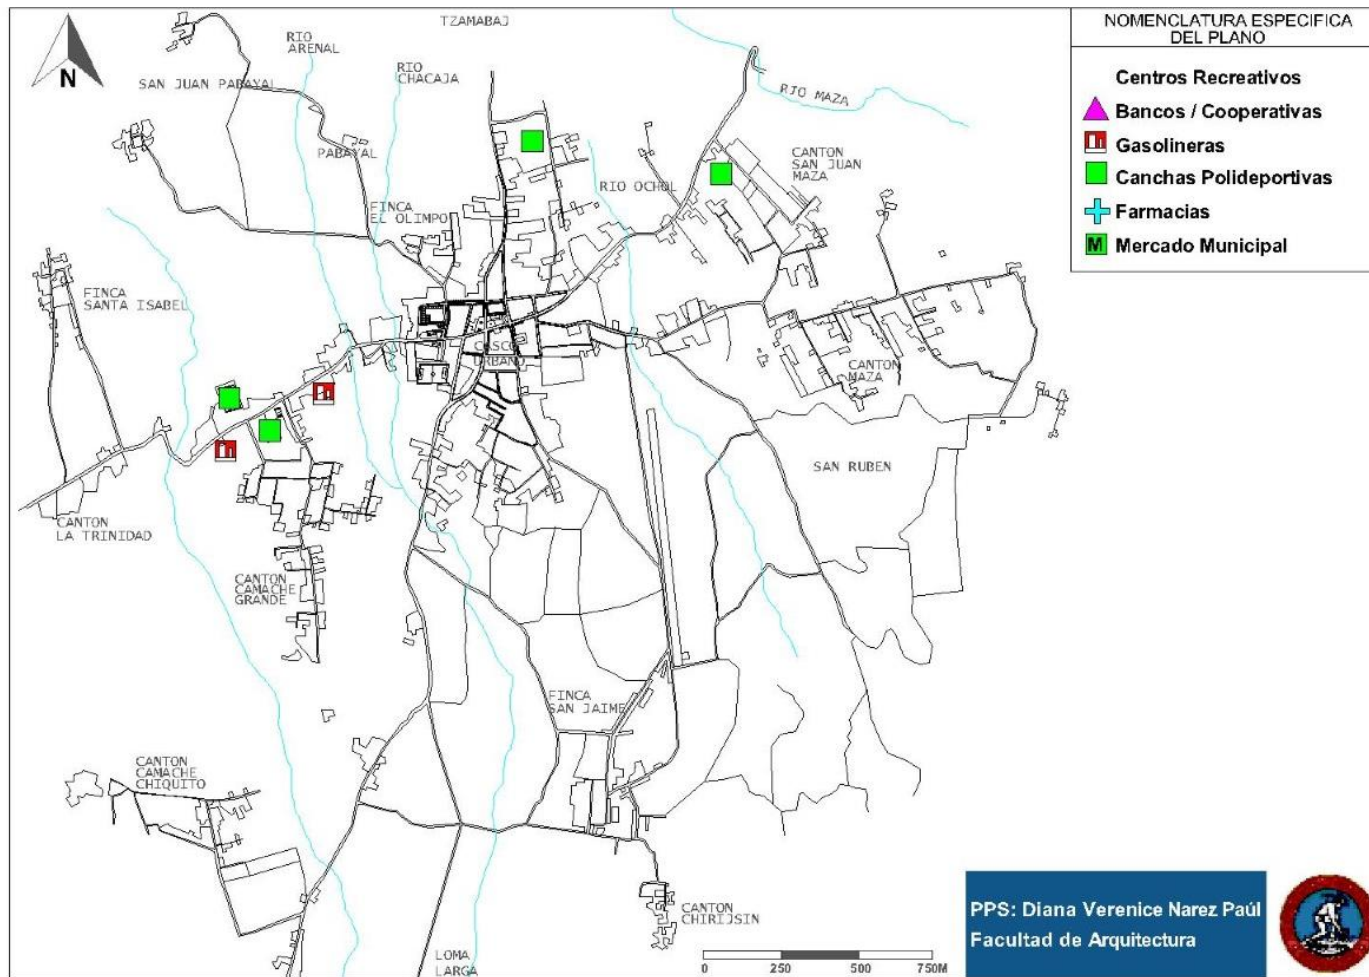 TZAMABAJ
RIO
ARENAL
RIO
CHACAJA
SAN JUAN PABAYAL
PABAYAL
RIO MAZA
RIO OCHOL
CANTON
SAN JUAN
MAZA
FINCA
EL OLIMPO
FINCA
SANTA ISABEL
CASCO
URBANO
CANTON
MAZA
SAN RUBEN
CANTON
LA TRINIDAD
CANTON
CAMACHE
GRANDE
FINCA
SAN JAIME
CANTON
CAMACHE
CHIQUITO
CANTON
CHIRIJSIN
LOMA
LARGA
N
NOMENCLATURA ESPECIFICA
DEL PLANO
Centros Recreativos
Bancos / Cooperativas
Gasolineras
Canchas Polideportivas
Farmacias
M Mercado Municipal
0 250 500 750M
PPS: Diana Verenice Narez Paúl
Facultad de Arquitectura